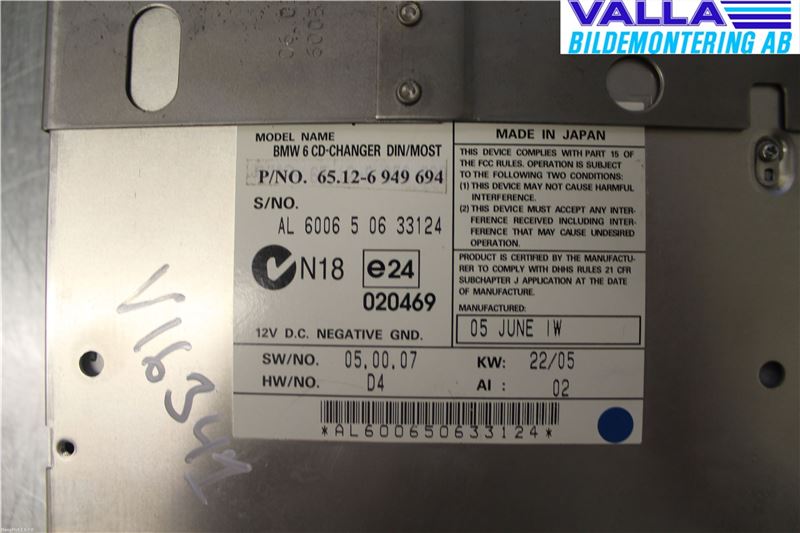 VALLA
BILDEMONTERING AB
MODEL NAME
BMW 6 CD-CHANGER DIN/MOST
P/NO. 65.12-6 949 694
S/NO.
AL 6006 5 06 33124
N18
e24
020469
12V D.C. NEGATIVE GND.
MADE IN JAPAN
THIS DEVICE COMPLIES WITH PART 15 OF
THE FCC RULES. OPERATION IS SUBJECT
TO THE FOLLOWING TWO CONDITIONS:
(1) THIS DEVICE MAY NOT CAUSE HARMFUL
INTERFERENCE.
(2) THIS DEVICE MUST ACCEPT ANY INTER-
FERENCE RECEIVED INCLUDING INTER-
FERENCE THAT MAY CAUSE UNDESIRED
OPERATION.
PRODUCT IS CERTIFIED BY THE MANUFACTU-
RER TO COMPLY WITH DHHS RULES 21 CFR
SUBCHAPTER J APPLICATION AT THE DATE
OF MANUFACTURE.
MANUFACTURED:
05 JUNE IW
SW/NO. 05,00,07 KW: 22/05
HW/NO. D4 AI: 02
*AL600650633124*